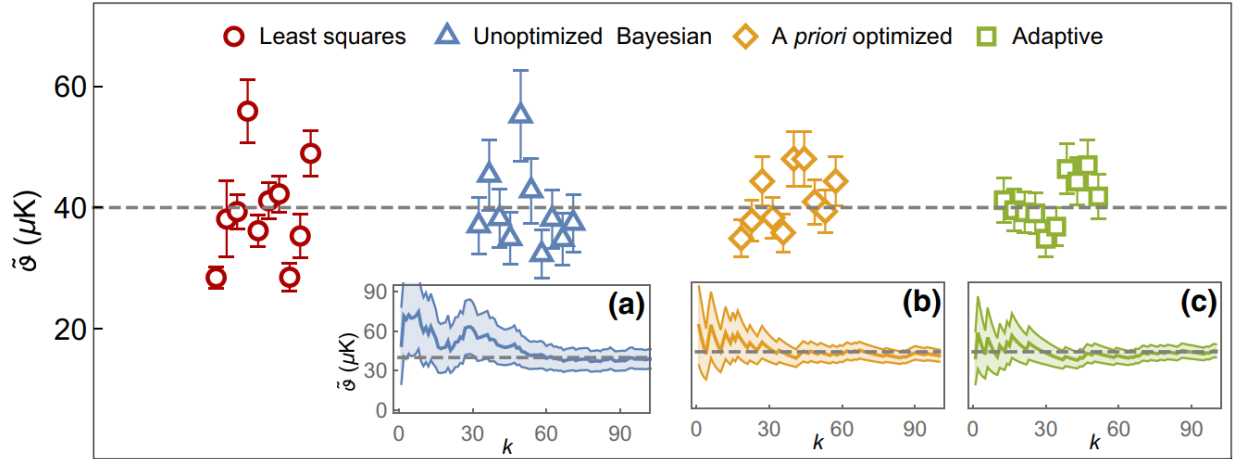 Least squares Unoptimized Bayesian A priori optimized Adaptive
60
40
20
ϑ̃ (μK)
(a) (b) (c)
90
60
30
0
ϑ̃ (μK)
0 30 60 90 0 30 60 90 0 30 60 90
k k k